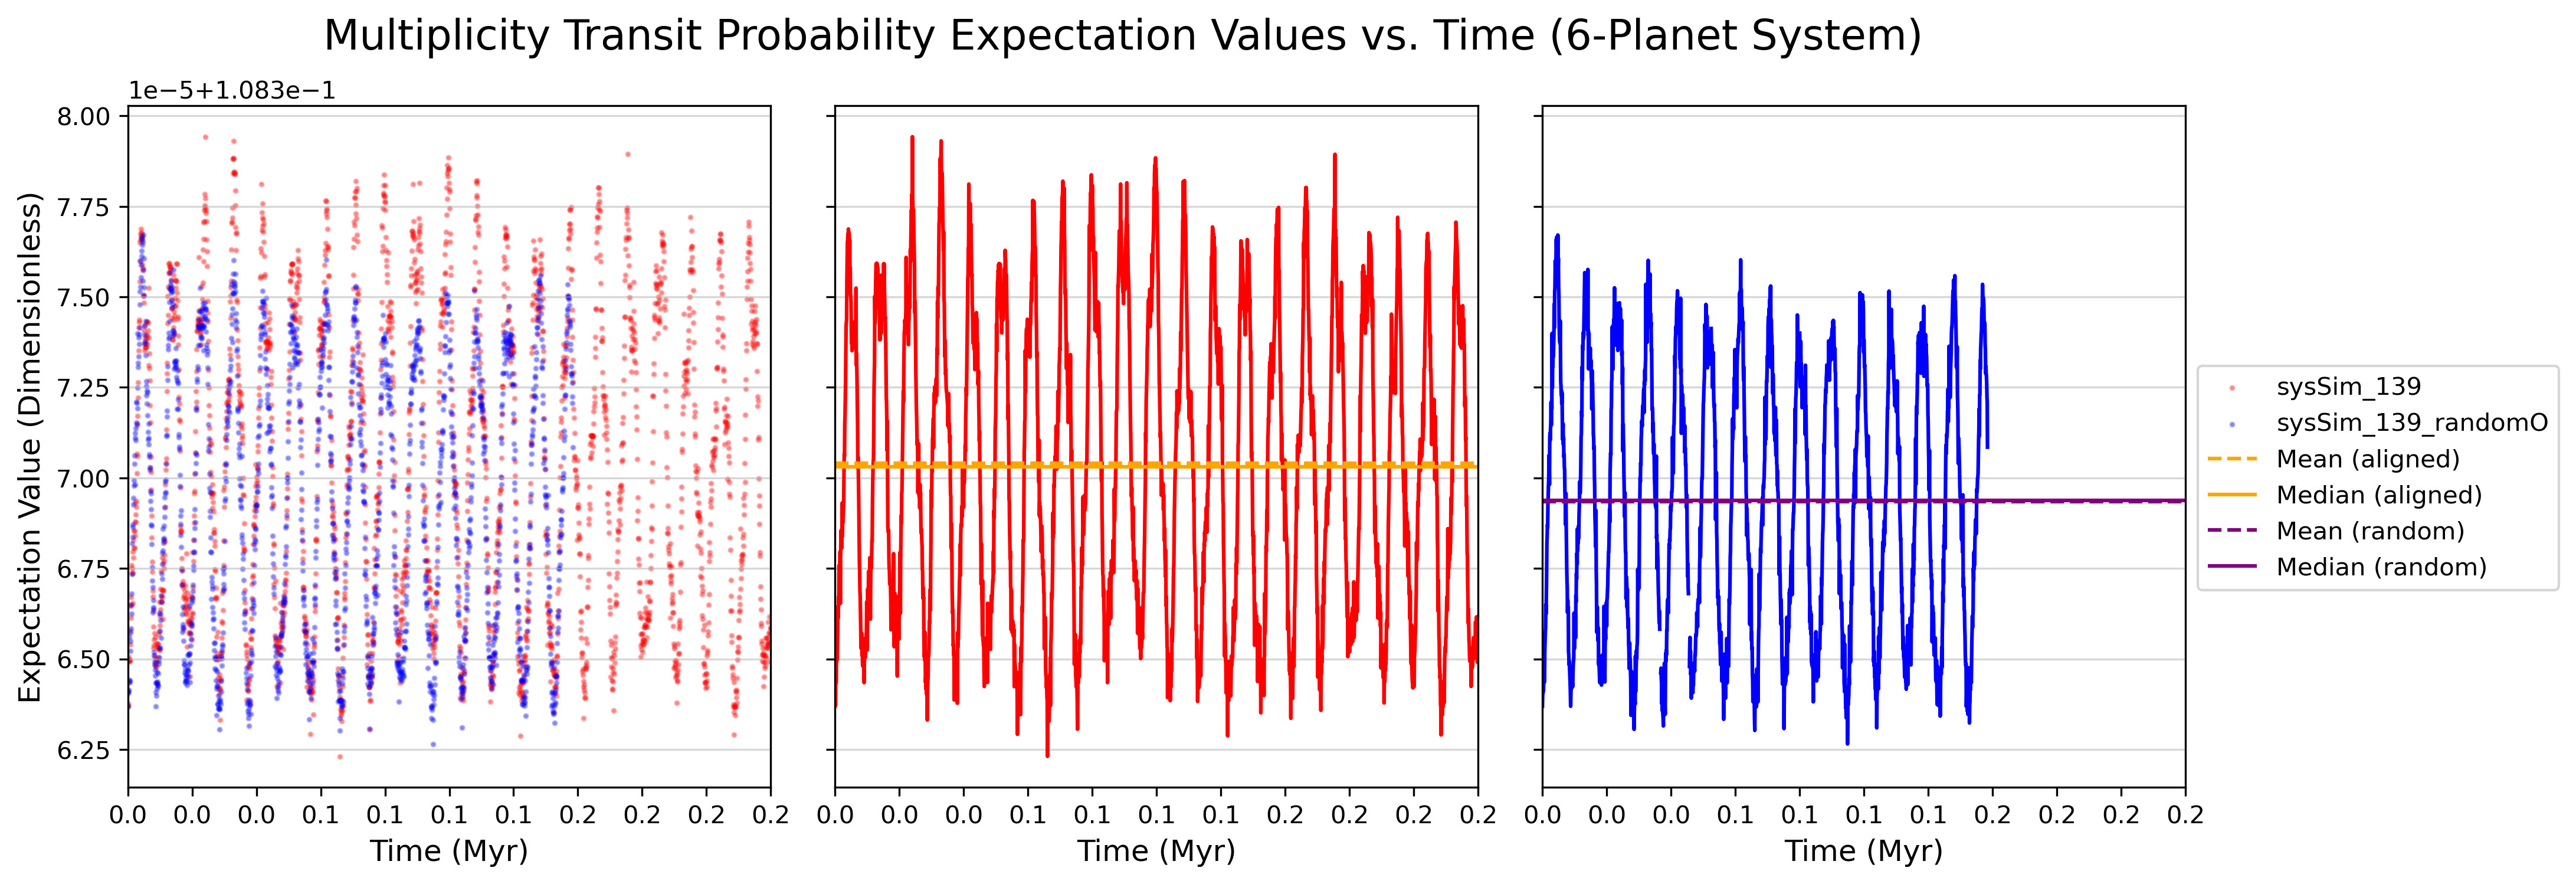 Multiplicity Transit Probability Expectation Values vs. Time (6-Planet System)
1e−5+1.083e−1
8.00
7.75
7.50
7.25
7.00
6.75
6.50
6.25
Expectation Value (Dimensionless)
0.0 0.0 0.0 0.1 0.1 0.1 0.1 0.2 0.2 0.2 0.2
Time (Myr)
0.0 0.0 0.0 0.1 0.1 0.1 0.1 0.2 0.2 0.2 0.2
Time (Myr)
0.0 0.0 0.0 0.1 0.1 0.1 0.1 0.2 0.2 0.2 0.2
Time (Myr)
sysSim_139
sysSim_139_randomO
Mean (aligned)
Median (aligned)
Mean (random)
Median (random)